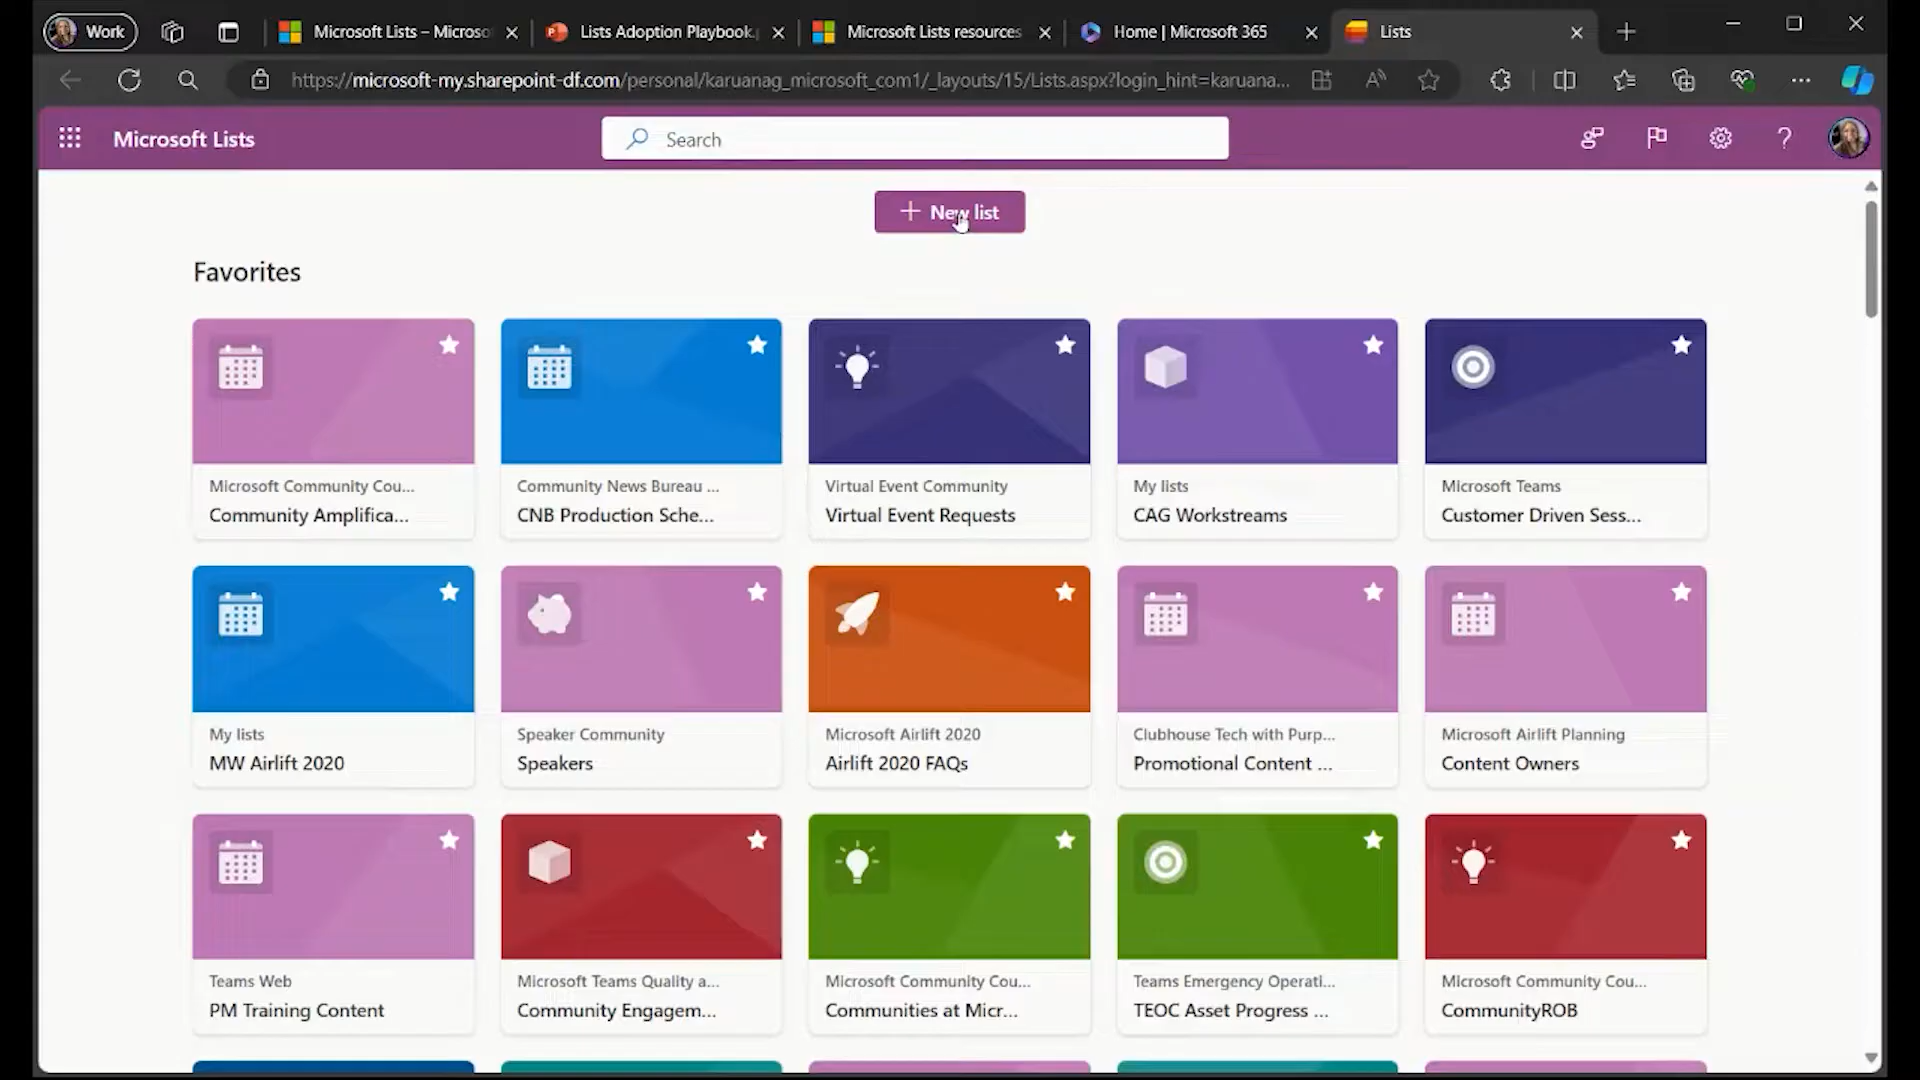 Work
Microsoft Lists – Microso
Lists Adoption Playbook.
Microsoft Lists resources
Home | Microsoft 365
Lists
https://microsoft-my.sharepoint-df.com/personal/karuanag_microsoft_com1/_layouts/15/Lists.aspx?login_hint=karuana...
Microsoft Lists
Search
New list
Favorites
Microsoft Community Cou...
Community Amplifica...
Community News Bureau ...
CNB Production Sche...
Virtual Event Community
Virtual Event Requests
My lists
CAG Workstreams
Microsoft Teams
Customer Driven Sess...
My lists
MW Airlift 2020
Speaker Community
Speakers
Microsoft Airlift 2020
Airlift 2020 FAQs
Clubhouse Tech with Purp...
Promotional Content ...
Microsoft Airlift Planning
Content Owners
Teams Web
PM Training Content
Microsoft Teams Quality a...
Community Engagem...
Microsoft Community Cou...
Communities at Micr...
Teams Emergency Operati...
TEOC Asset Progress ...
Microsoft Community Cou...
CommunityROB